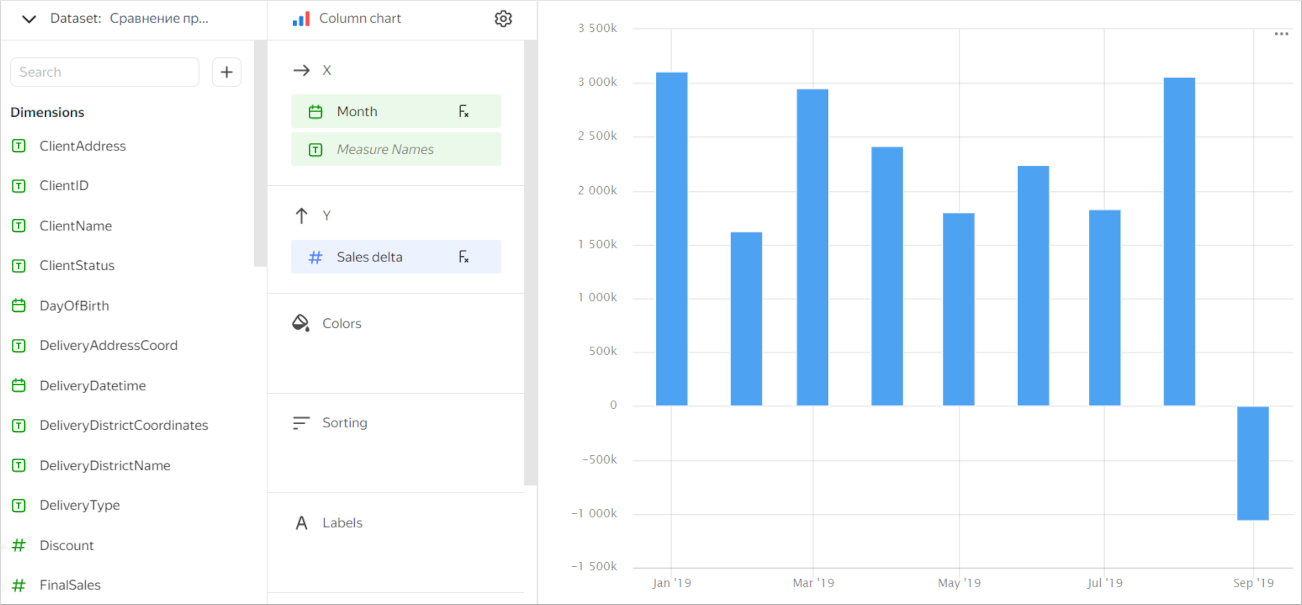 Dataset: Сравнение пр...
Search
Dimensions
ClientAddress
ClientID
ClientName
ClientStatus
DayOfBirth
DeliveryAddressCoord
DeliveryDatetime
DeliveryDistrictCoordinates
DeliveryDistrictName
DeliveryType
Discount
FinalSales
Column chart
X
Month
Measure Names
Y
Sales delta
Colors
Sorting
Labels
3 500k
3 000k
2 500k
2 000k
1 500k
1 000k
500k
0
-500k
-1 000k
-1 500k
Jan '19 Mar '19 May '19 Jul '19 Sep '19